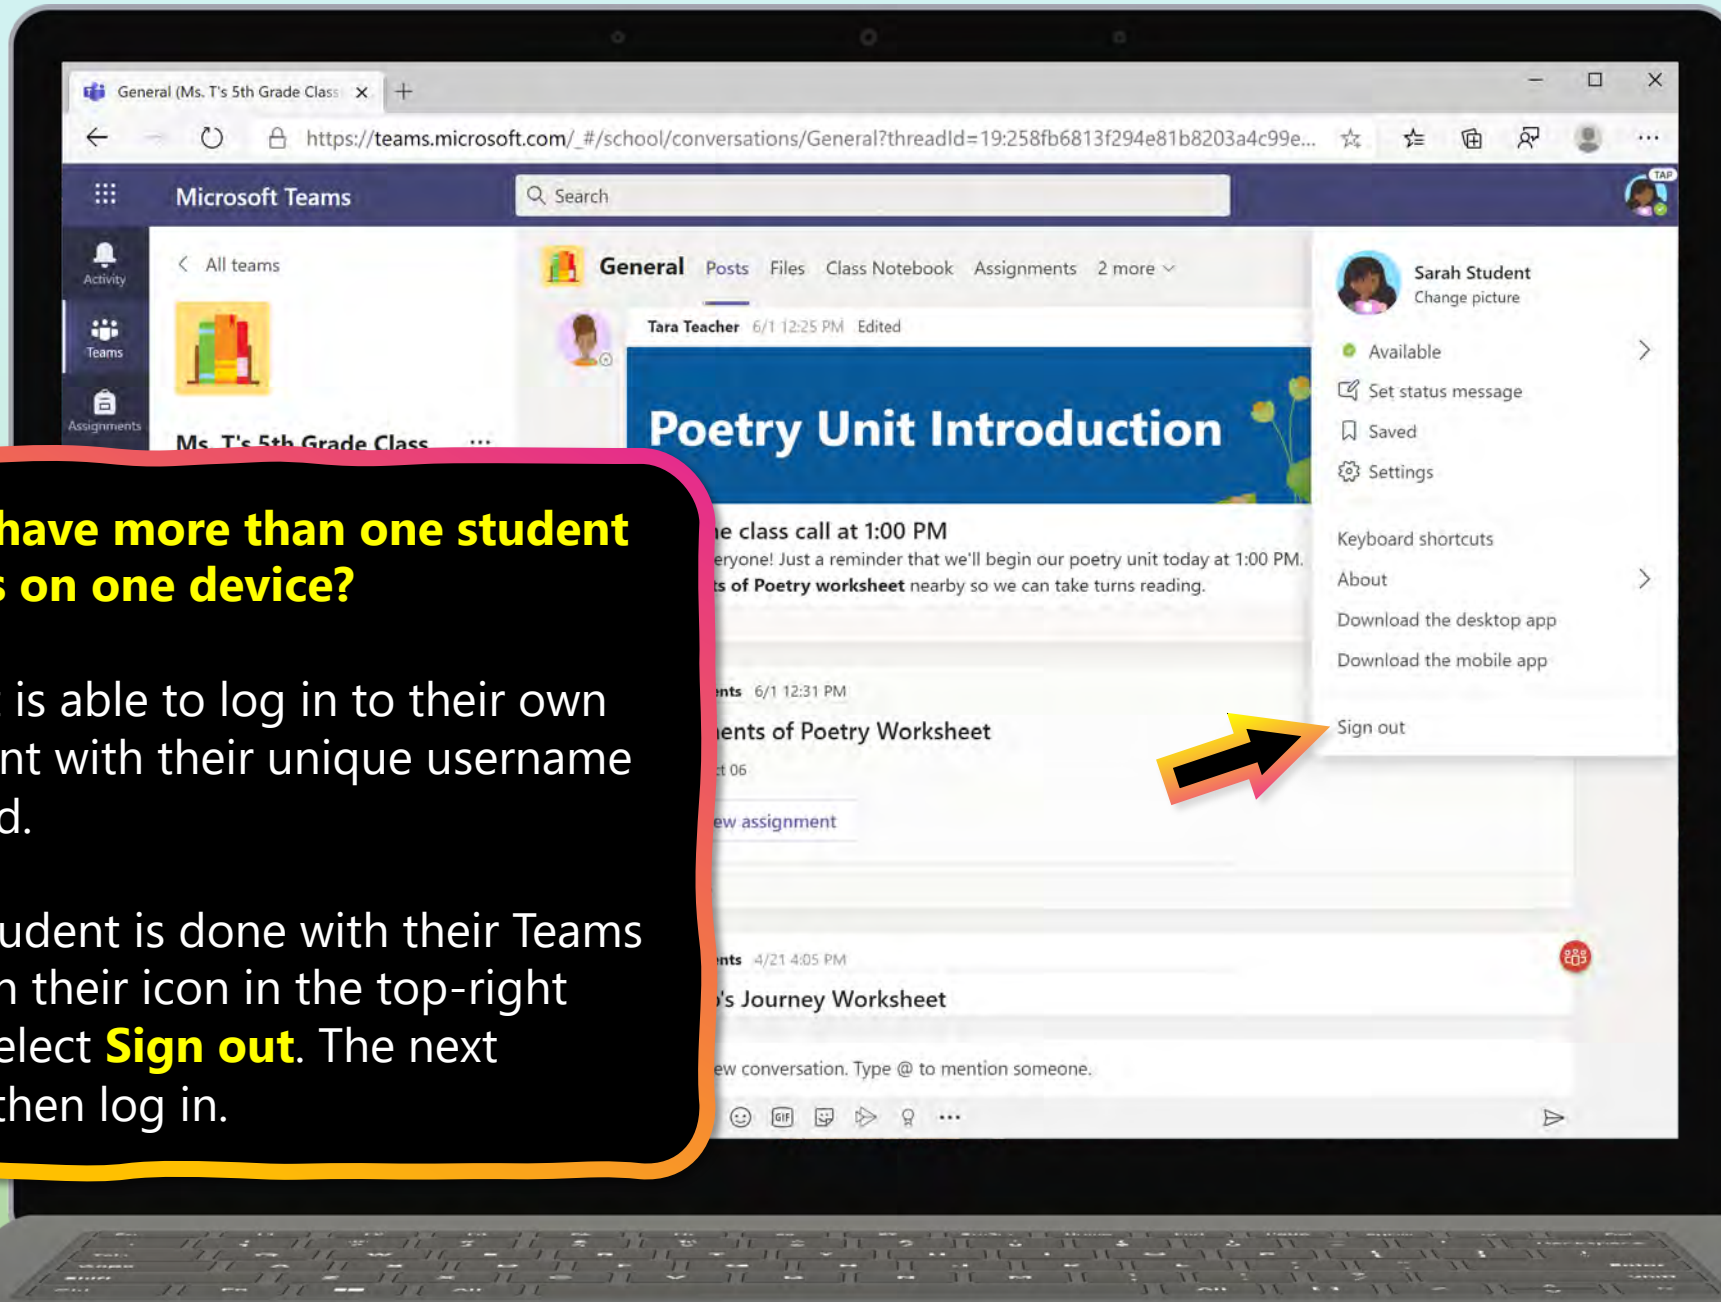 General (Ms. T's 5th Grade Class
https://teams.microsoft.com/_#/school/conversations/General?threadId=19:258fb6813f294e81b8203a4c99e...
Microsoft Teams
Search
TAP
Activity
Teams
Assignments
All teams
Ms. T's 5th Grade Class ...
General Posts Files Class Notebook Assignments 2 more
Tara Teacher 6/1 12:25 PM Edited
Poetry Unit Introduction
e class call at 1:00 PM
eryone! Just a reminder that we'll begin our poetry unit today at 1:00 PM.
ts of Poetry worksheet nearby so we can take turns reading.
ents 6/1 12:31 PM
ents of Poetry Worksheet
ct 06
ew assignment
ents 4/21 4:05 PM
o's Journey Worksheet
ew conversation. Type @ to mention someone.
GIF
Sarah Student
Change picture
Available
Set status message
Saved
Settings
Keyboard shortcuts
About
Download the desktop app
Download the mobile app
Sign out
have more than one student
s on one device?
t is able to log in to their own
nt with their unique username
d.
udent is done with their Teams
n their icon in the top-right
elect Sign out. The next
then log in.